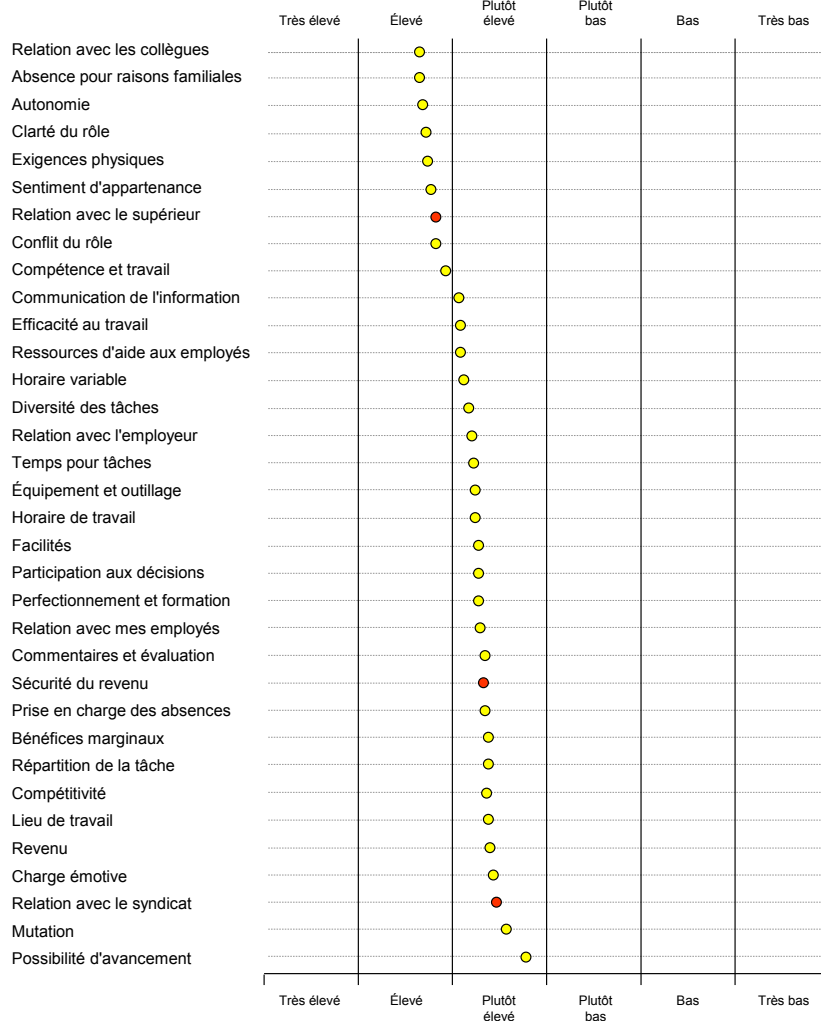 Très élevé Élevé Plutôt élevé Plutôt bas Bas Très bas
Relation avec les collègues
Absence pour raisons familiales
Autonomie
Clarté du rôle
Exigences physiques
Sentiment d'appartenance
Relation avec le supérieur
Conflit du rôle
Compétence et travail
Communication de l'information
Efficacité au travail
Ressources d'aide aux employés
Horaire variable
Diversité des tâches
Relation avec l'employeur
Temps pour tâches
Équipement et outillage
Horaire de travail
Facilités
Participation aux décisions
Perfectionnement et formation
Relation avec mes employés
Commentaires et évaluation
Sécurité du revenu
Prise en charge des absences
Bénéfices marginaux
Répartition de la tâche
Compétitivité
Lieu de travail
Revenu
Charge émotive
Relation avec le syndicat
Mutation
Possibilité d'avancement
Très élevé Élevé Plutôt élevé Plutôt bas Bas Très bas